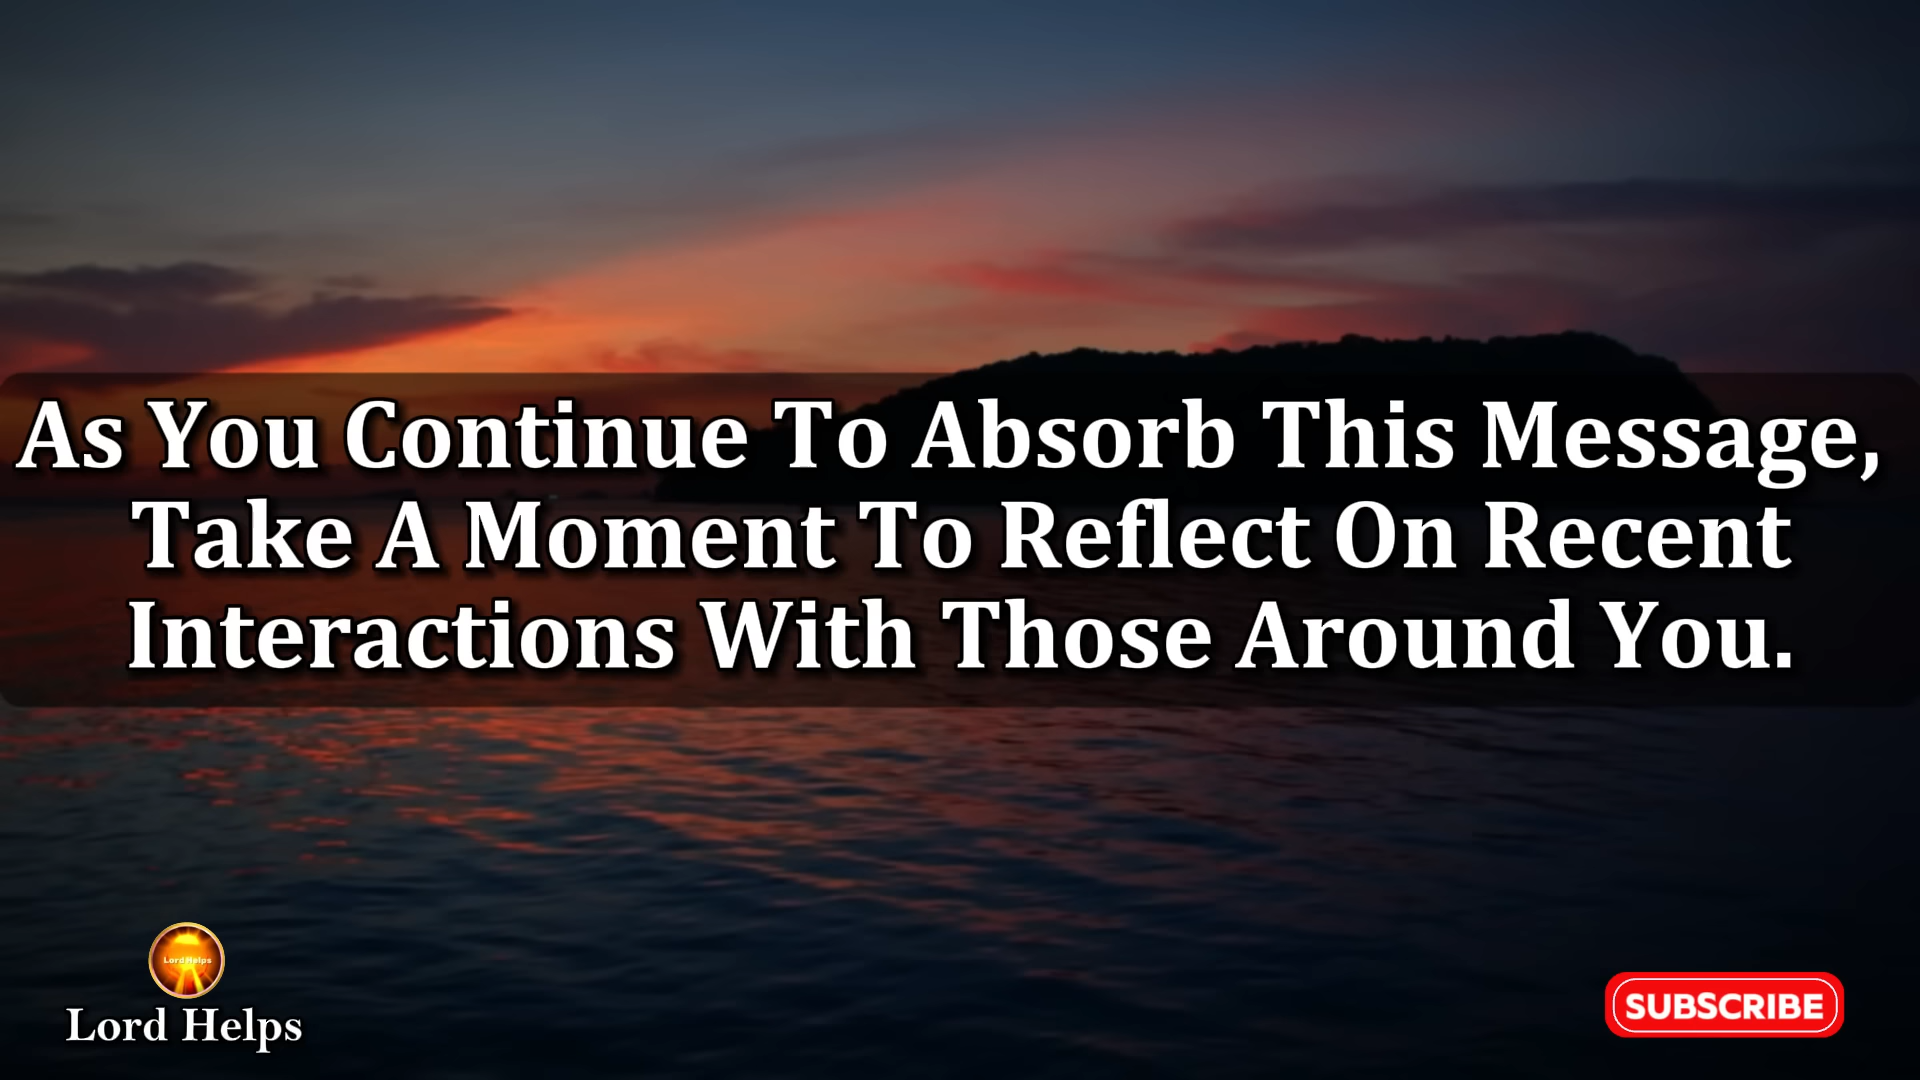 As You Continue To Absorb This Message,
Take A Moment To Reflect On Recent
Interactions With Those Around You.
Lord Helps
Lord Helps
SUBSCRIBE